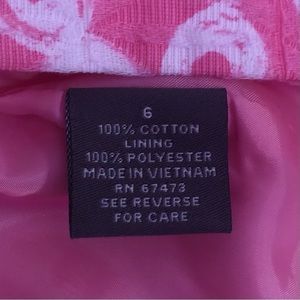 6
100% COTTON
LINING
100% POLYESTER
MADE IN VIETNAM
RN 67473
SEE REVERSE
FOR CARE